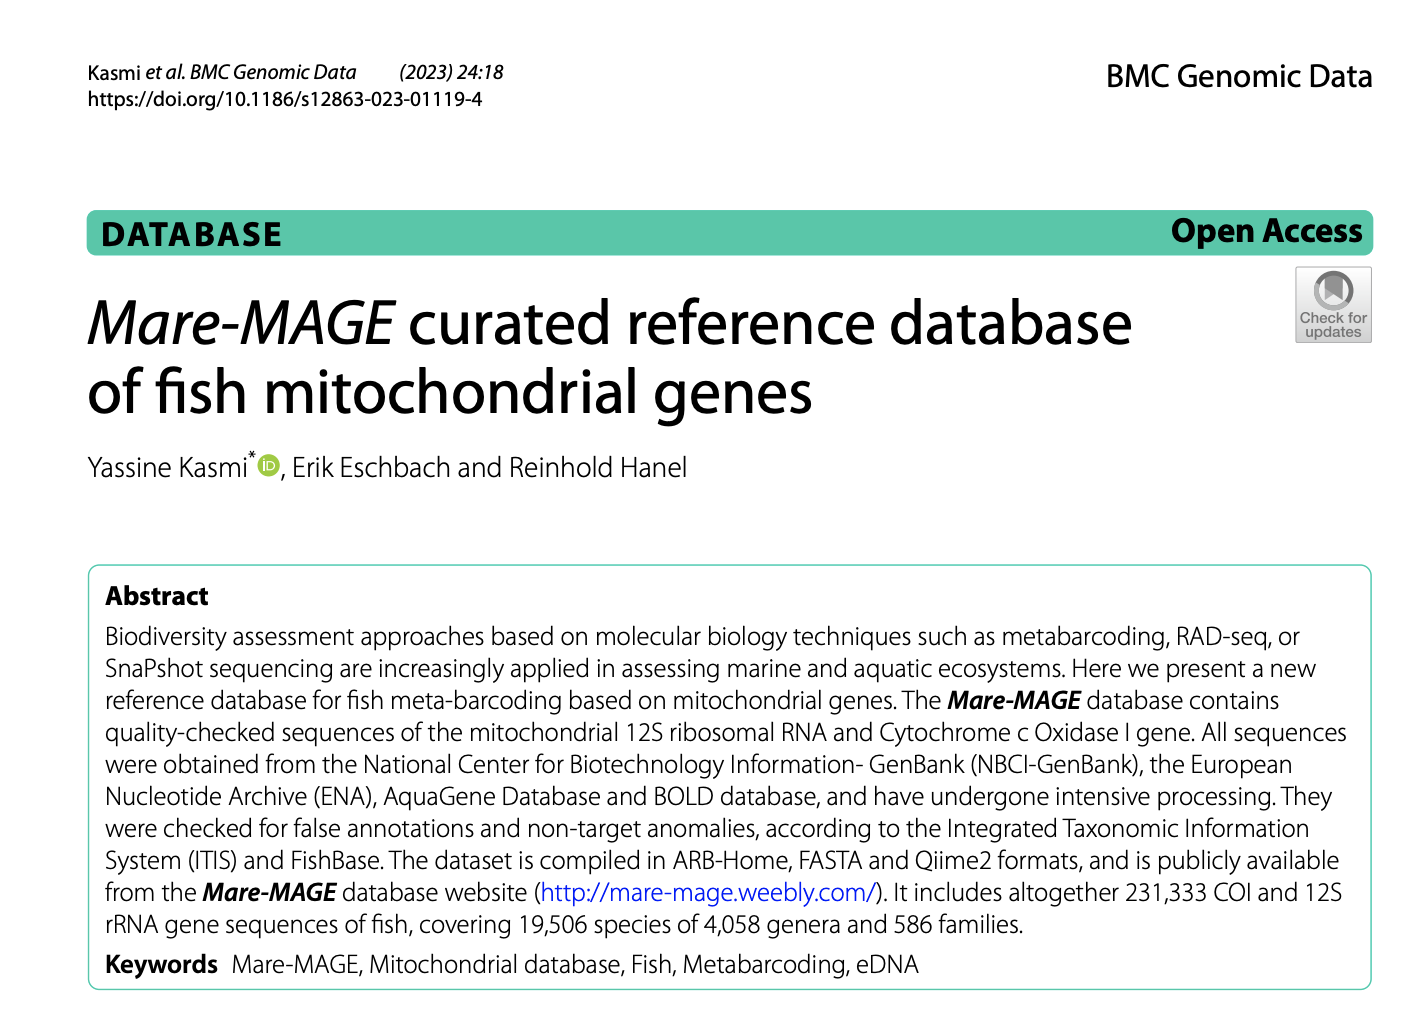 Kasmi et al. BMC Genomic Data (2023) 24:18
https://doi.org/10.1186/s12863-023-01119-4
BMC Genomic Data
DATABASE
Open Access
Mare-MAGE curated reference database
of fish mitochondrial genes
Check for
updates
Yassine Kasmi* iD, Erik Eschbach and Reinhold Hanel
Abstract
Biodiversity assessment approaches based on molecular biology techniques such as metabarcoding, RAD-seq, or
SnaPshot sequencing are increasingly applied in assessing marine and aquatic ecosystems. Here we present a new
reference database for fish meta-barcoding based on mitochondrial genes. The Mare-MAGE database contains
quality-checked sequences of the mitochondrial 12S ribosomal RNA and Cytochrome c Oxidase I gene. All sequences
were obtained from the National Center for Biotechnology Information- GenBank (NBCI-GenBank), the European
Nucleotide Archive (ENA), AquaGene Database and BOLD database, and have undergone intensive processing. They
were checked for false annotations and non-target anomalies, according to the Integrated Taxonomic Information
System (ITIS) and FishBase. The dataset is compiled in ARB-Home, FASTA and Qiime2 formats, and is publicly available
from the Mare-MAGE database website (http://mare-mage.weebly.com/). It includes altogether 231,333 COI and 12S
rRNA gene sequences of fish, covering 19,506 species of 4,058 genera and 586 families.
Keywords Mare-MAGE, Mitochondrial database, Fish, Metabarcoding, eDNA